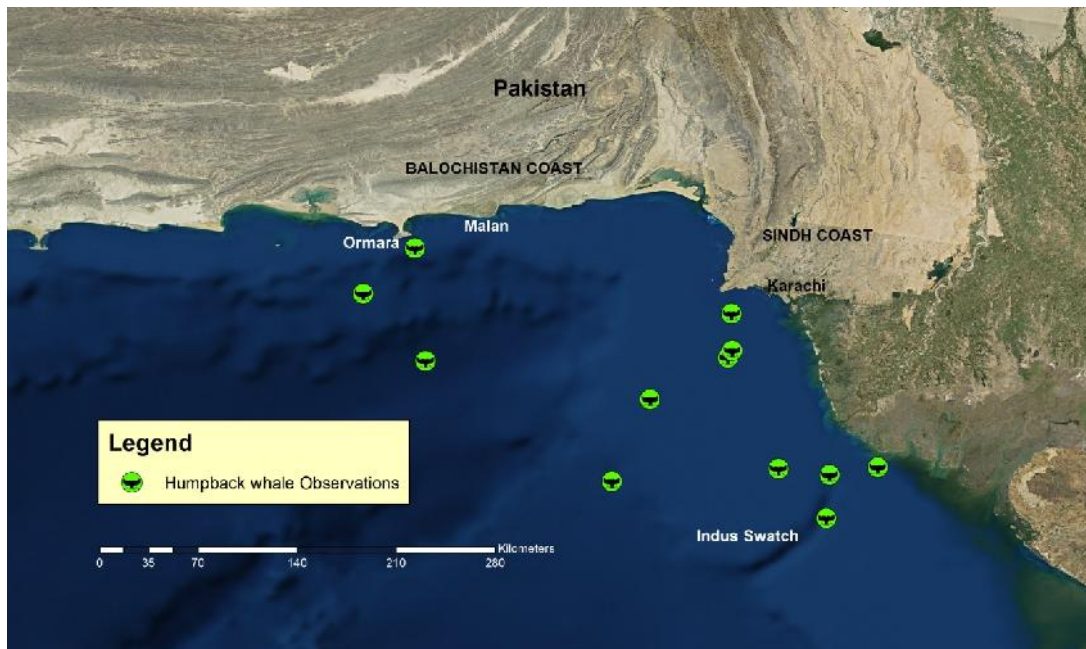 Pakistan
BALOCHISTAN COAST
Malan
Ormara
SINDH COAST
Karachi
Legend
Humpback whale Observations
Indus Swatch
Kilometers
0 35 70 140 210 280